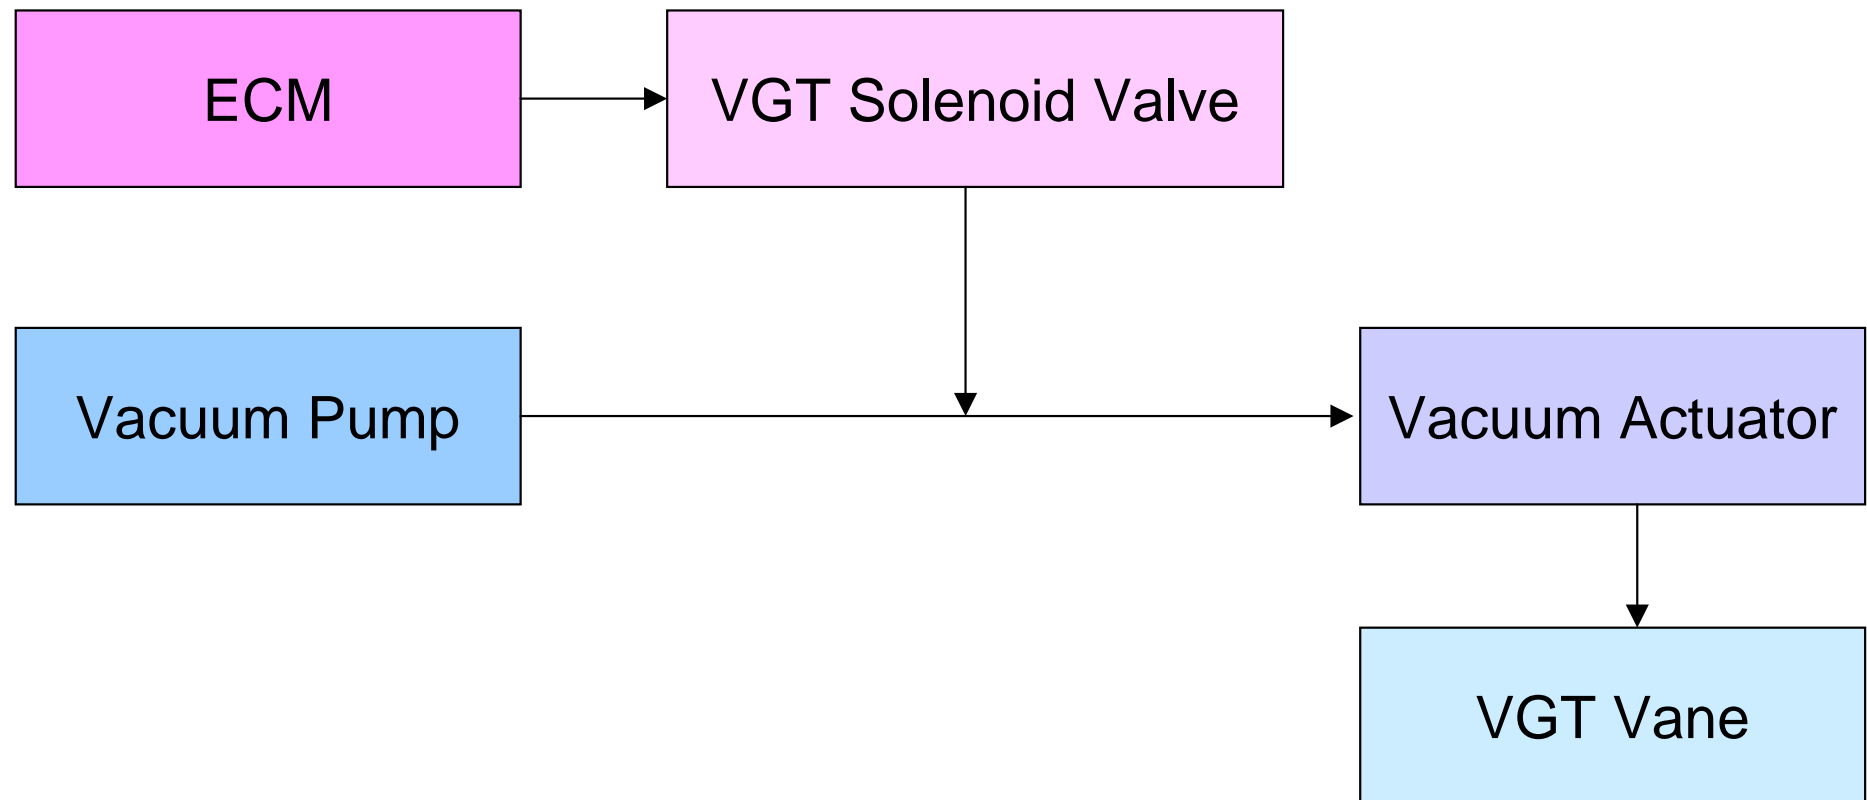 ECM
VGT Solenoid Valve
Vacuum Pump
Vacuum Actuator
VGT Vane